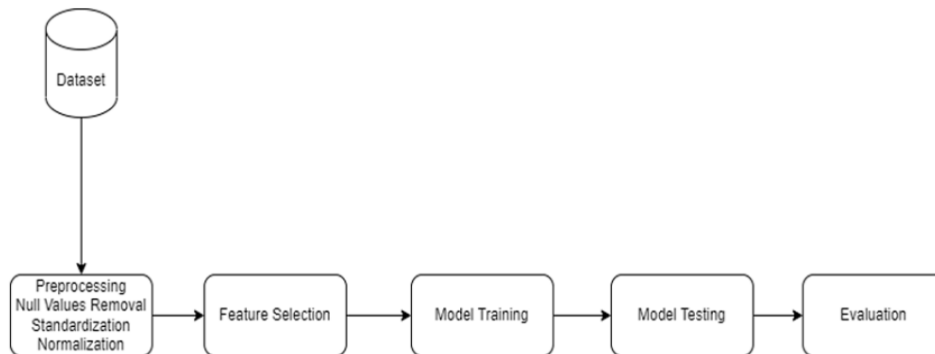 Dataset
Preprocessing
Null Values Removal
Standardization
Normalization
Feature Selection
Model Training
Model Testing
Evaluation